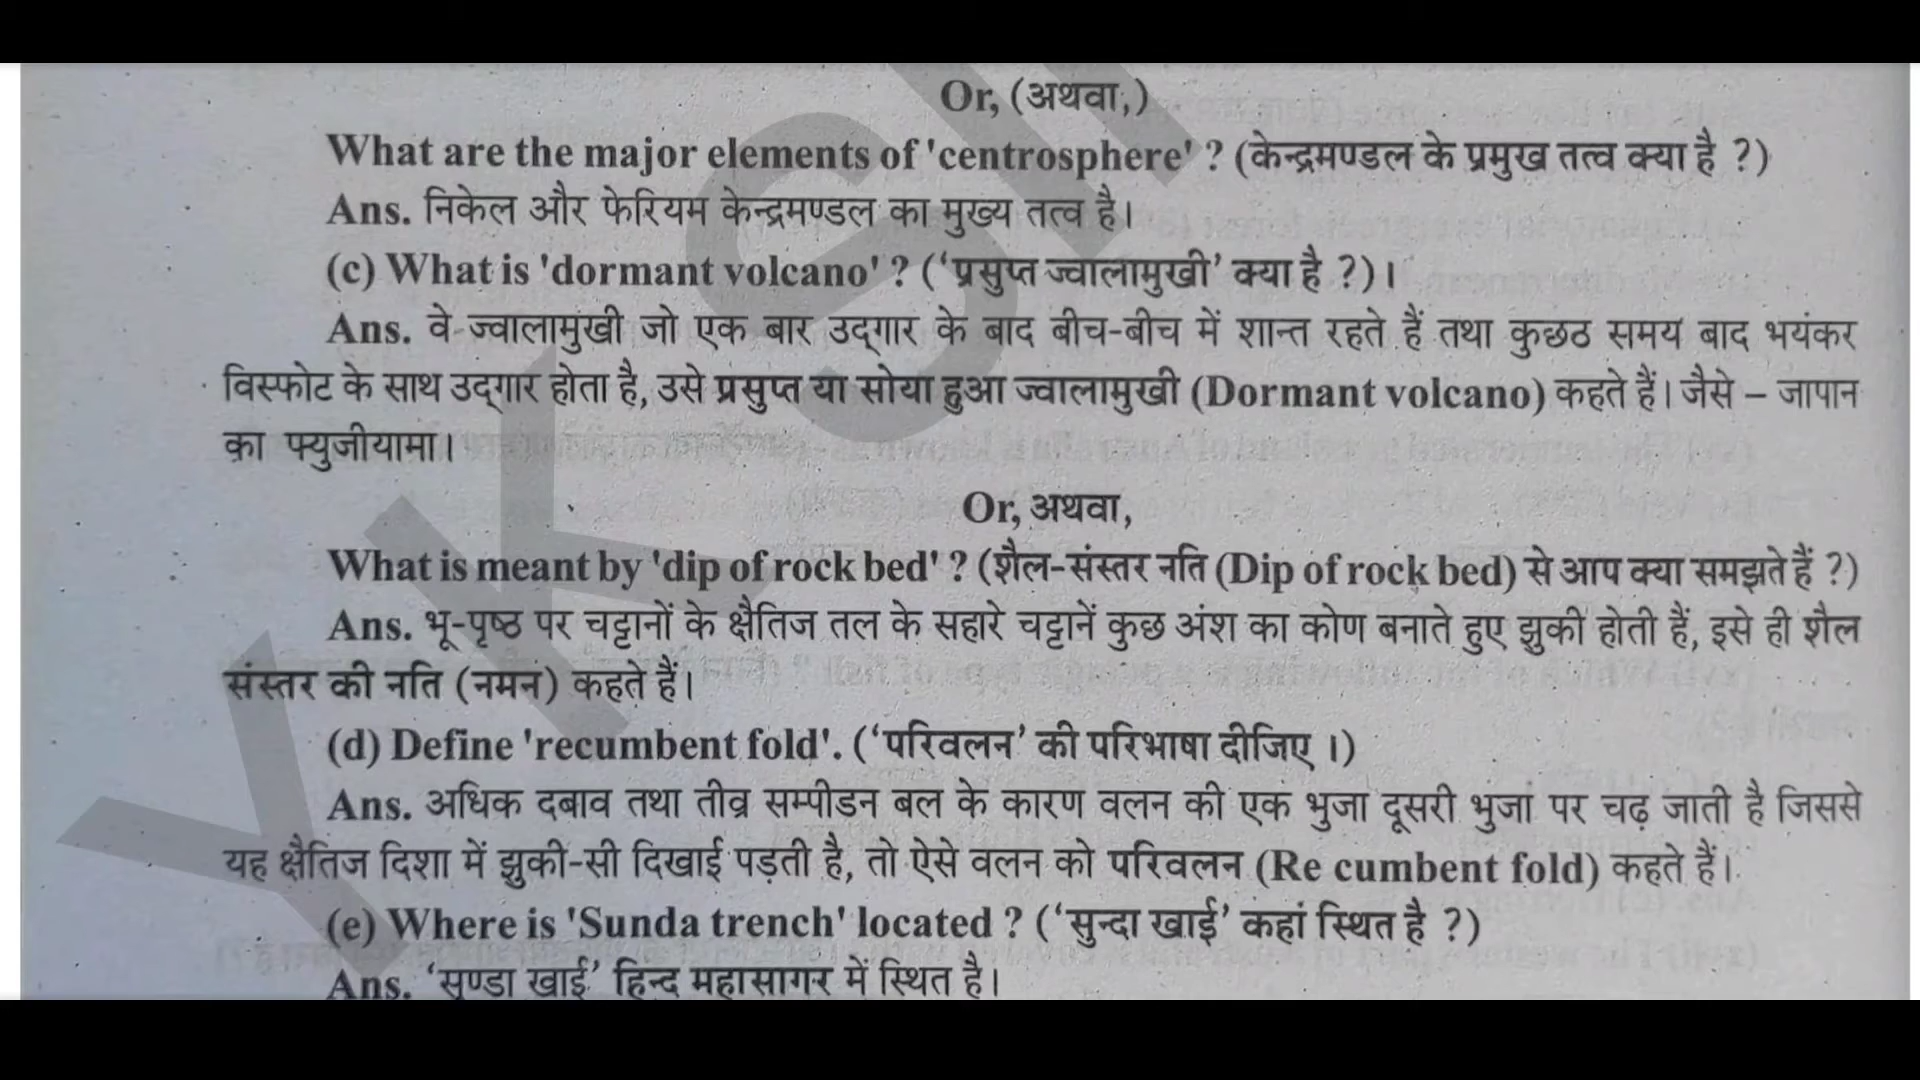 Or, (अथवा,)
What are the major elements of 'centrosphere' ? (केन्द्रमण्डल के प्रमुख तत्व क्या है ?)
Ans. निकेल और फेरियम केन्द्रमण्डल का मुख्य तत्व है।
(c) What is 'dormant volcano' ? (‘प्रसुप्त ज्वालामुखी’ क्या है ?)।
Ans. वे-ज्वालामुखी जो एक बार उद्‌गार के बाद बीच-बीच में शान्त रहते हैं तथा कुछठ समय बाद भयंकर
विस्फोट के साथ उद्‌गार होता है, उसे प्रसुप्त या सोया हुआ ज्वालामुखी (Dormant volcano) कहते हैं। जैसे – जापान
का फ्युजीयामा।
Or, अथवा,
What is meant by 'dip of rock bed' ? (शैल-संस्तर नति (Dip of rock bed) से आप क्या समझते हैं ?)
Ans. भू-पृष्ठ पर चट्टानों के क्षैतिज तल के सहारे चट्टानें कुछ अंश का कोण बनाते हुए झुकी होती हैं, इसे ही शैल
संस्तर की नति (नमन) कहते हैं।
(d) Define 'recumbent fold'. (‘परिवलन’ की परिभाषा दीजिए ।)
Ans. अधिक दबाव तथा तीव्र सम्पीडन बल के कारण वलन की एक भुजा दूसरी भुजा पर चढ़ जाती है जिससे
यह क्षैतिज दिशा में झुकी-सी दिखाई पड़ती है, तो ऐसे वलन को परिवलन (Re cumbent fold) कहते हैं।
(e) Where is 'Sunda trench' located ? (‘सुन्दा खाई’ कहां स्थित है ?)
Ans. ‘सुण्डा खाई’ हिन्द महासागर में स्थित है।